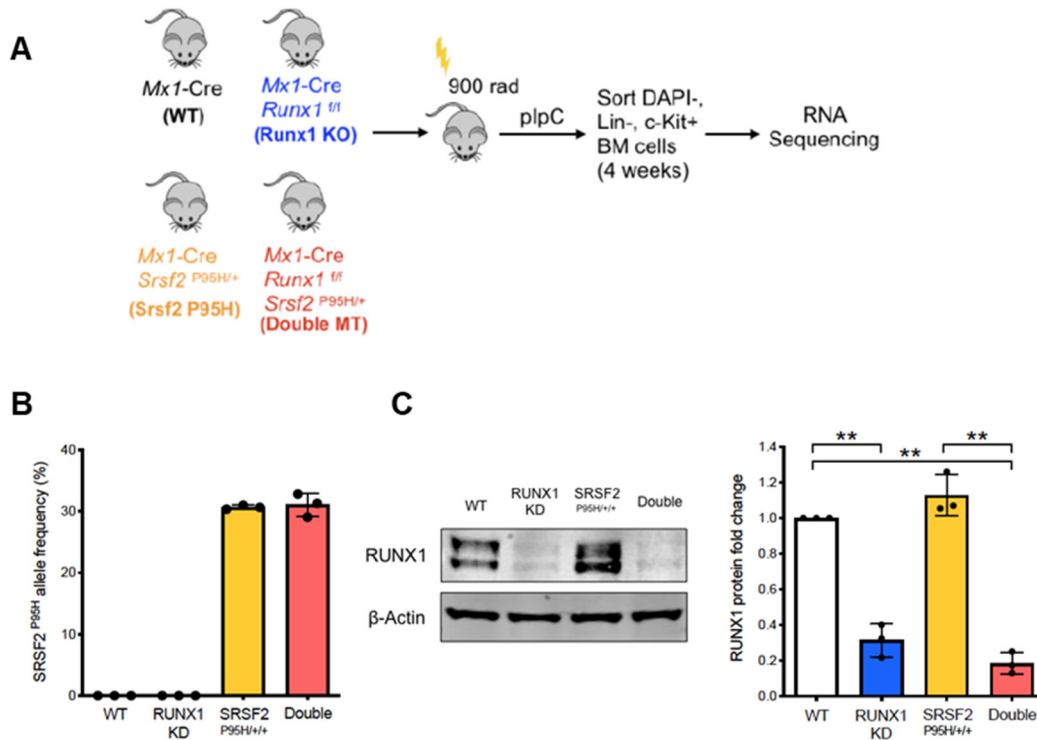 A
Mx1-Cre
(WT)
Mx1-Cre
Runx1 f/f
(Runx1 KO)
Mx1-Cre
Srsf2 P95H/+
(Srsf2 P95H)
Mx1-Cre
Runx1 f/f
Srsf2 P95H/+
(Double MT)
900 rad
pIpC
Sort DAPI-,
Lin-, c-Kit+
BM cells
(4 weeks)
RNA
Sequencing
B
SRSF2 P95H allele frequency (%)
40
30
20
10
0
WT
RUNX1
KD
SRSF2
P95H/+/+
Double
C
WT
RUNX1
KD
SRSF2
P95H/+/+
Double
RUNX1
β-Actin
RUNX1 protein fold change
1.4
1.2
1.0
0.8
0.6
0.4
0.2
0.0
** **
**
WT
RUNX1
KD
SRSF2
P95H/+/+
Double